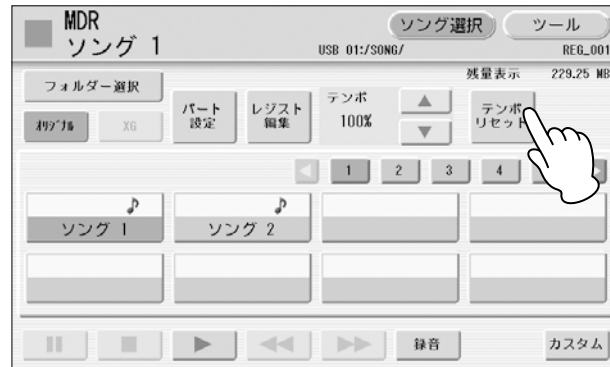 MDR
ソング 1
ソング選択
ツール
USB 01:/SONG/
REG_001
残量表示 229.25 MB
フォルダー選択
オリジナル
XG
パート
設定
レジスト
編集
テンポ
100%
テンポ
リセット
1 2 3 4
ソング 1
ソング 2
録音
カスタム